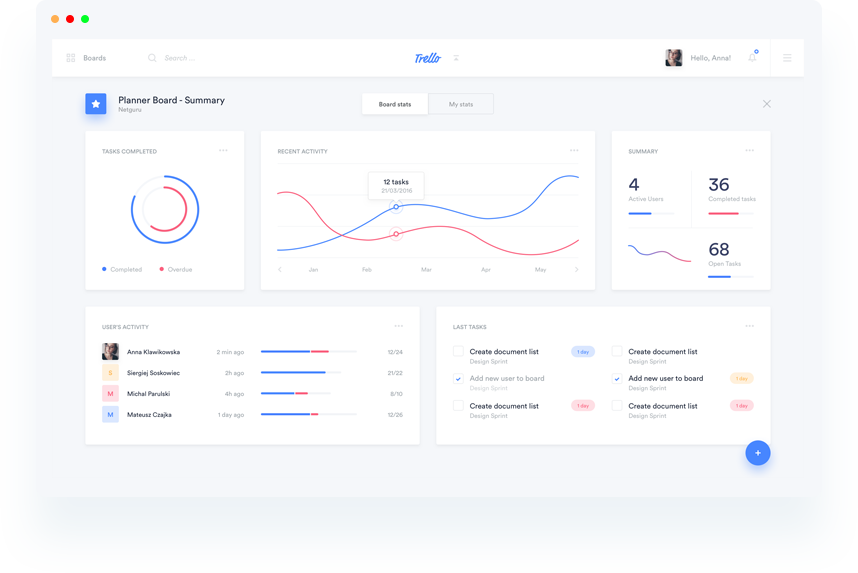 Boards
Search ...
Trello
Hello, Anna!
Planner Board - Summary
Netguru
Board stats
My stats
TASKS COMPLETED
Completed
Overdue
RECENT ACTIVITY
12 tasks
21/03/2016
Jan
Feb
Mar
Apr
May
SUMMARY
4
Active Users
36
Completed tasks
68
Open Tasks
USER'S ACTIVITY
Anna Klawikowska
2 min ago
12/24
S
Siergiej Soskowiec
2h ago
21/22
M
Michal Parulski
4h ago
8/10
M
Mateusz Czajka
1 day ago
12/26
LAST TASKS
Create document list
Design Sprint
1 day
Create document list
Design Sprint
Add new user to board
Design Sprint
Add new user to board
Design Sprint
1 day
Create document list
Design Sprint
1 day
Create document list
Design Sprint
1 day